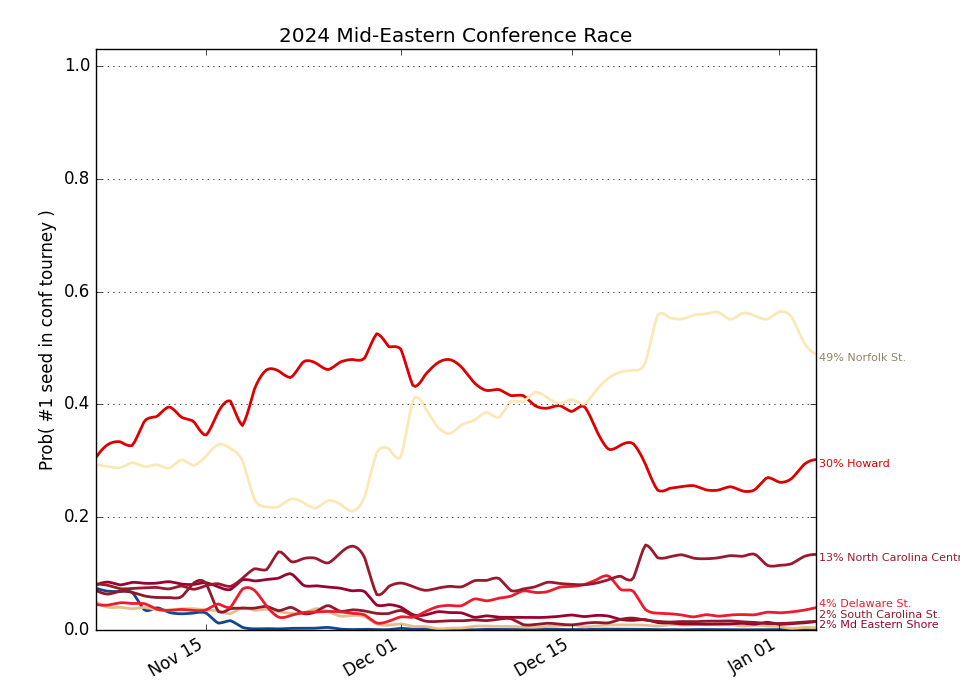 2024 Mid-Eastern Conference Race
Prob( #1 seed in conf tourney )
1.0
0.8
0.6
0.4
0.2
0.0
Nov 15
Dec 01
Dec 15
Jan 01
49% Norfolk St.
30% Howard
13% North Carolina Centr
4% Delaware St.
2% South Carolina St.
2% Md Eastern Shore